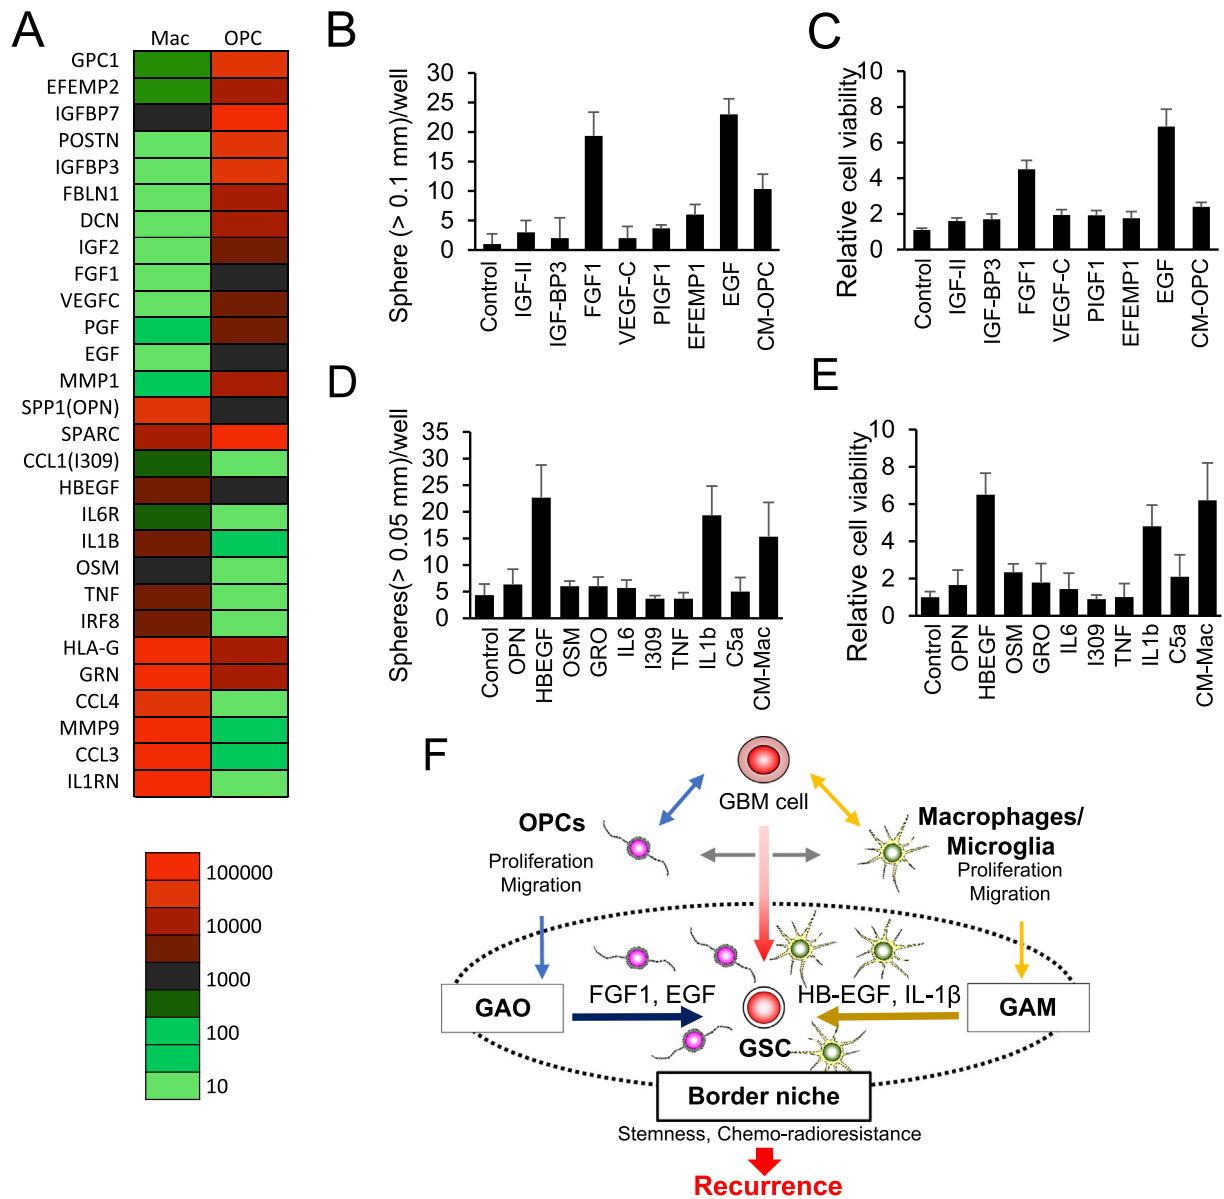 A
Mac OPC
GPC1
EFEMP2
IGFBP7
POSTN
IGFBP3
FBLN1
DCN
IGF2
FGF1
VEGFC
PGF
EGF
MMP1
SPP1(OPN)
SPARC
CCL1(I309)
HBEGF
IL6R
IL1B
OSM
TNF
IRF8
HLA-G
GRN
CCL4
MMP9
CCL3
IL1RN
100000
10000
1000
100
10
B
Sphere (> 0.1 mm)/well
30
25
20
15
10
5
0
Control
IGF-II
IGF-BP3
FGF1
VEGF-C
PIGF1
EFEMP1
EGF
CM-OPC
C
Relative cell viability
10
8
6
4
2
0
Control
IGF-II
IGF-BP3
FGF1
VEGF-C
PIGF1
EFEMP1
EGF
CM-OPC
D
Spheres(> 0.05 mm)/well
35
30
25
20
15
10
5
0
Control
OPN
HBEGF
OSM
GRO
IL6
I309
TNF
IL1b
C5a
CM-Mac
E
Relative cell viability
10
8
6
4
2
0
Control
OPN
HBEGF
OSM
GRO
IL6
I309
TNF
IL1b
C5a
CM-Mac
F
GBM cell
OPCs
Proliferation
Migration
Macrophages/
Microglia
Proliferation
Migration
GAO
FGF1, EGF
HB-EGF, IL-1β
GAM
GSC
Border niche
Stemness, Chemo-radioresistance
Recurrence